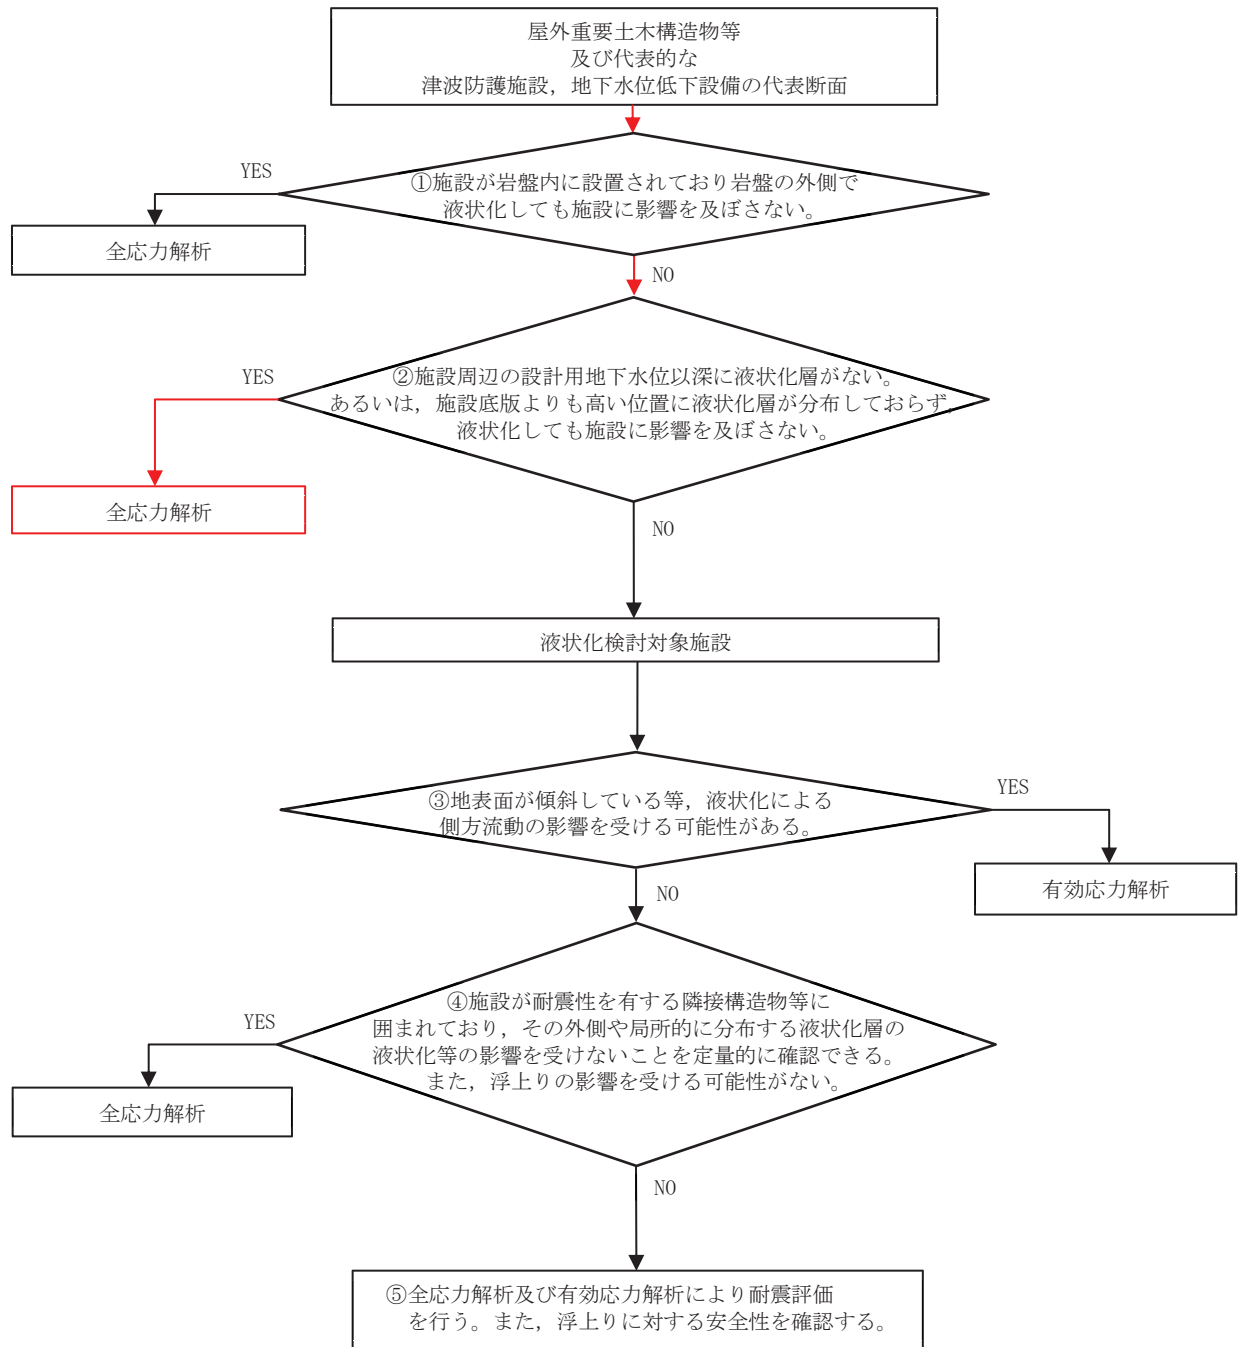 屋外重要土木構造物等
及び代表的な
津波防護施設，地下水位低下設備の代表断面
YES
①施設が岩盤内に設置されており岩盤の外側で
液状化しても施設に影響を及ぼさない。
全応力解析
NO
YES
②施設周辺の設計用地下水位以深に液状化層がない。
あるいは，施設底版よりも高い位置に液状化層が分布しておらず，
液状化しても施設に影響を及ぼさない。
全応力解析
NO
液状化検討対象施設
③地表面が傾斜している等，液状化による
側方流動の影響を受ける可能性がある。
YES
有効応力解析
NO
YES
④施設が耐震性を有する隣接構造物等に
囲まれており，その外側や局所的に分布する液状化層の
液状化等の影響を受けないことを定量的に確認できる。
また，浮上りの影響を受ける可能性がない。
全応力解析
NO
⑤全応力解析及び有効応力解析により耐震評価
を行う。また，浮上りに対する安全性を確認する。